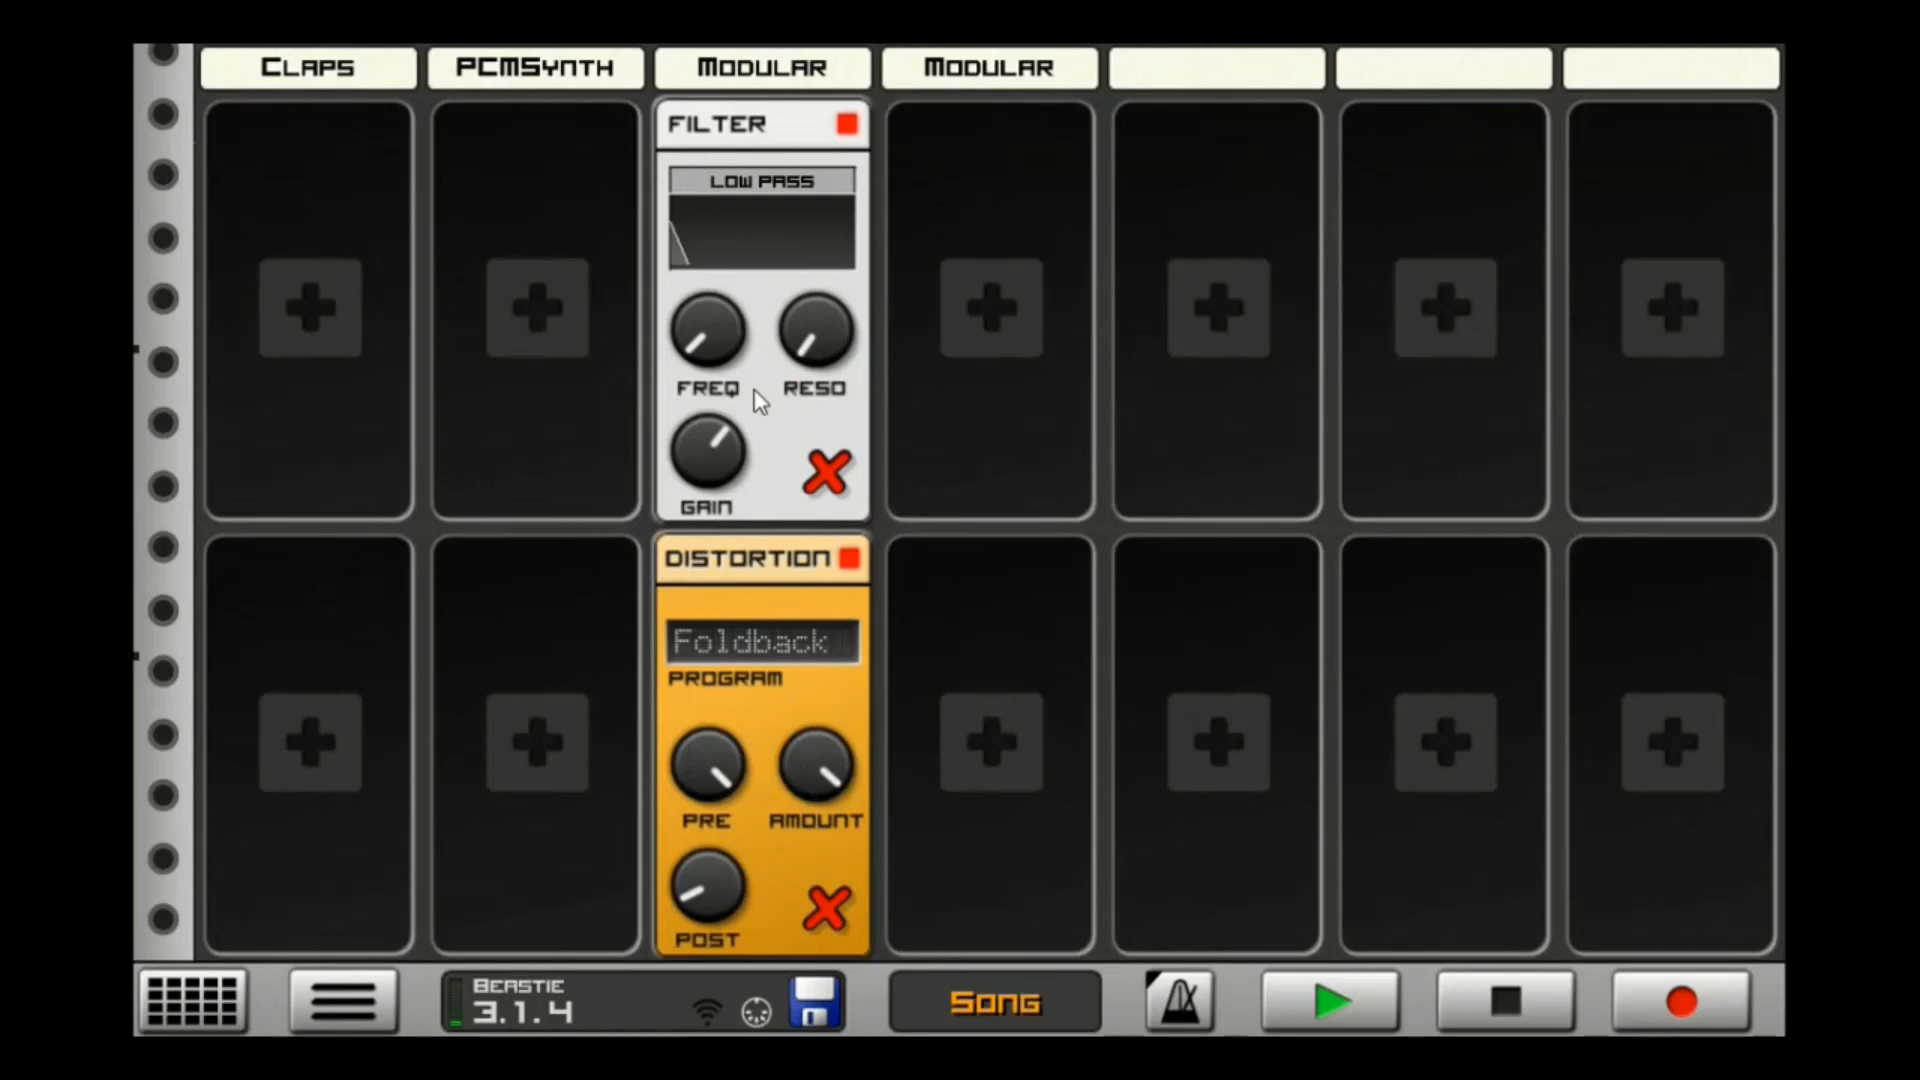 Claps
PCMSynth
Modular
Modular
FILTER
LOW PASS
FREQ
RESO
GAIN
DISTORTION
Foldback
PROGRAM
PRE
AMOUNT
POST
Beastie
3.1.4
Song